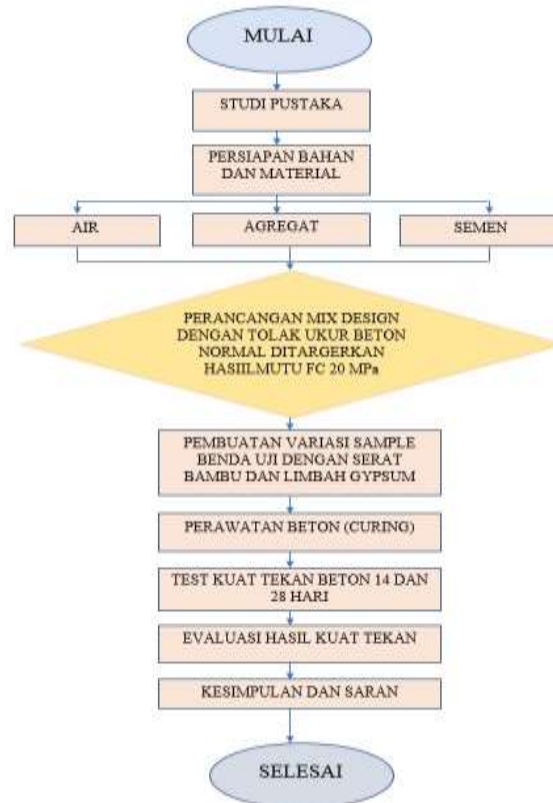 MULAI
STUDI PUSTAKA
PERSIAPAN BAHAN
DAN MATERIAL
AIR
AGREGAT
SEMEN
PERANCANGAN MIX DESIGN
DENGAN TOLAK UKUR BETON
NORMAL DITARGERKAN
HASIILMUTU FC 20 MPa
PEMBUATAN VARIASI SAMPLE
BENDA UJI DENGAN SERAT
BAMBU DAN LIMBAH GYPSUM
PERAWATAN BETON (CURING)
TEST KUAT TEKAN BETON 14 DAN
28 HARI
EVALUASI HASIL KUAT TEKAN
KESIMPULAN DAN SARAN
SELESAI